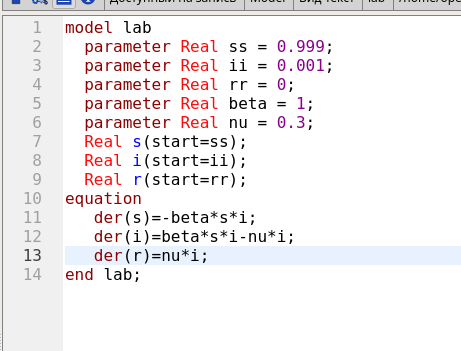 Доступный на запись Model Вид Текст lab
1 model lab
2 parameter Real ss = 0.999;
3 parameter Real ii = 0.001;
4 parameter Real rr = 0;
5 parameter Real beta = 1;
6 parameter Real nu = 0.3;
7 Real s(start=ss);
8 Real i(start=ii);
9 Real r(start=rr);
10 equation
11 der(s)=-beta*s*i;
12 der(i)=beta*s*i-nu*i;
13 der(r)=nu*i;
14 end lab;